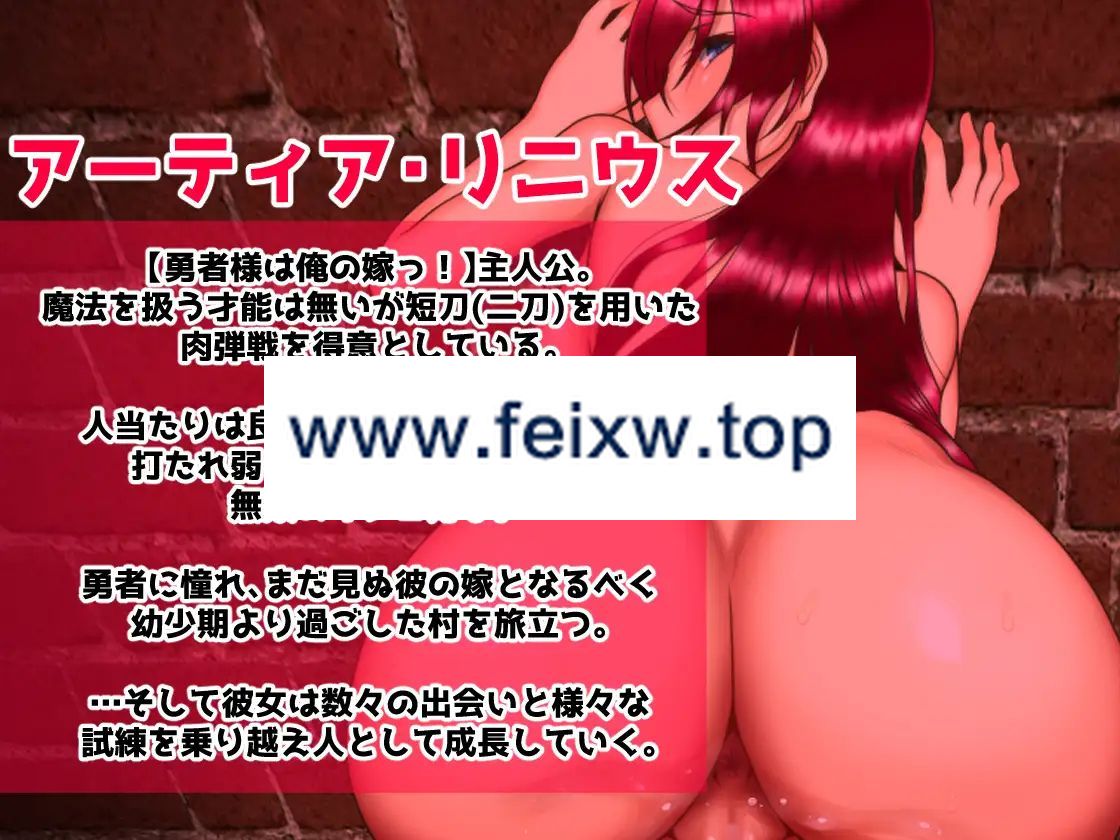 アーティア・リニウス
【勇者様は俺の嫁っ！】主人公。
魔法を扱う才能は無いが短刀(二刀)を用いた
肉弾戦を得意としている。
人当たりは良
www.feixw.top
打たれ弱
無
勇者に憧れ、まだ見ぬ彼の嫁となるべく
幼少期より過ごした村を旅立つ。
…そして彼女は数々の出会いと様々な
試練を乗り越え人として成長していく。